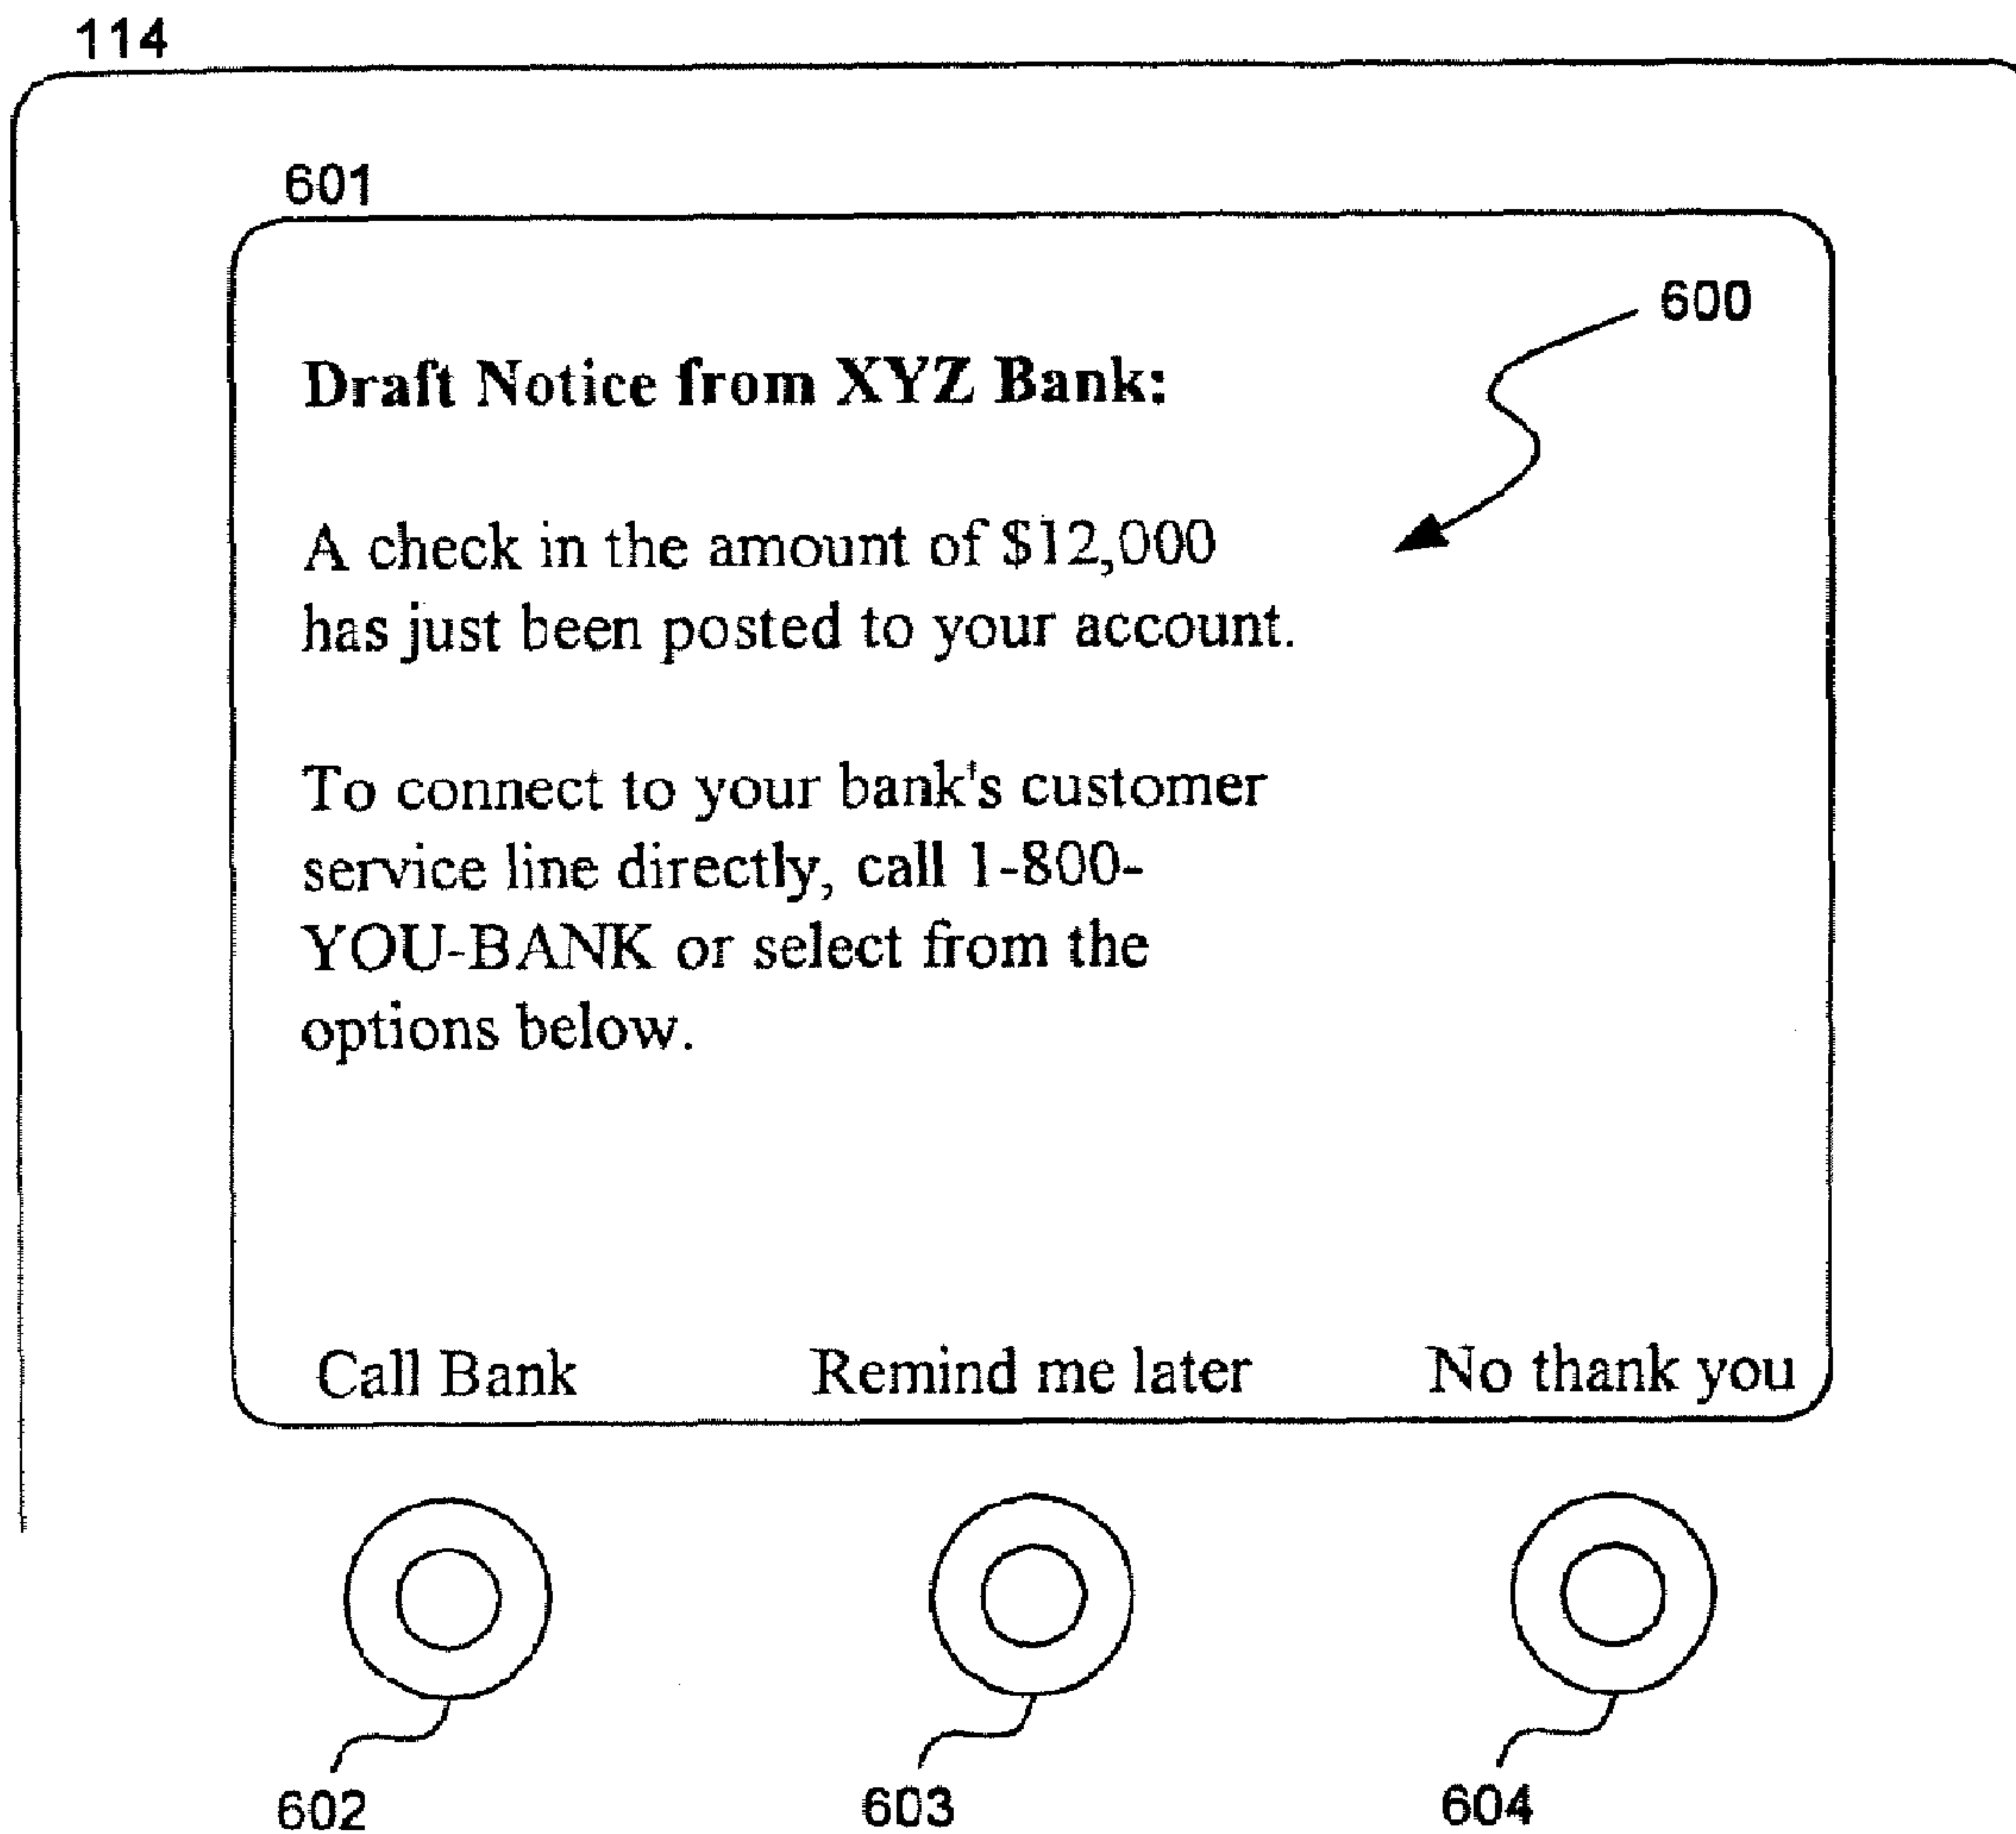 114
601
600
Draft Notice from XYZ Bank:
A check in the amount of $12,000
has just been posted to your account.
To connect to your bank's customer
service line directly, call 1-800-
YOU-BANK or select from the
options below.
Call Bank Remind me later No thank you
602 603 604